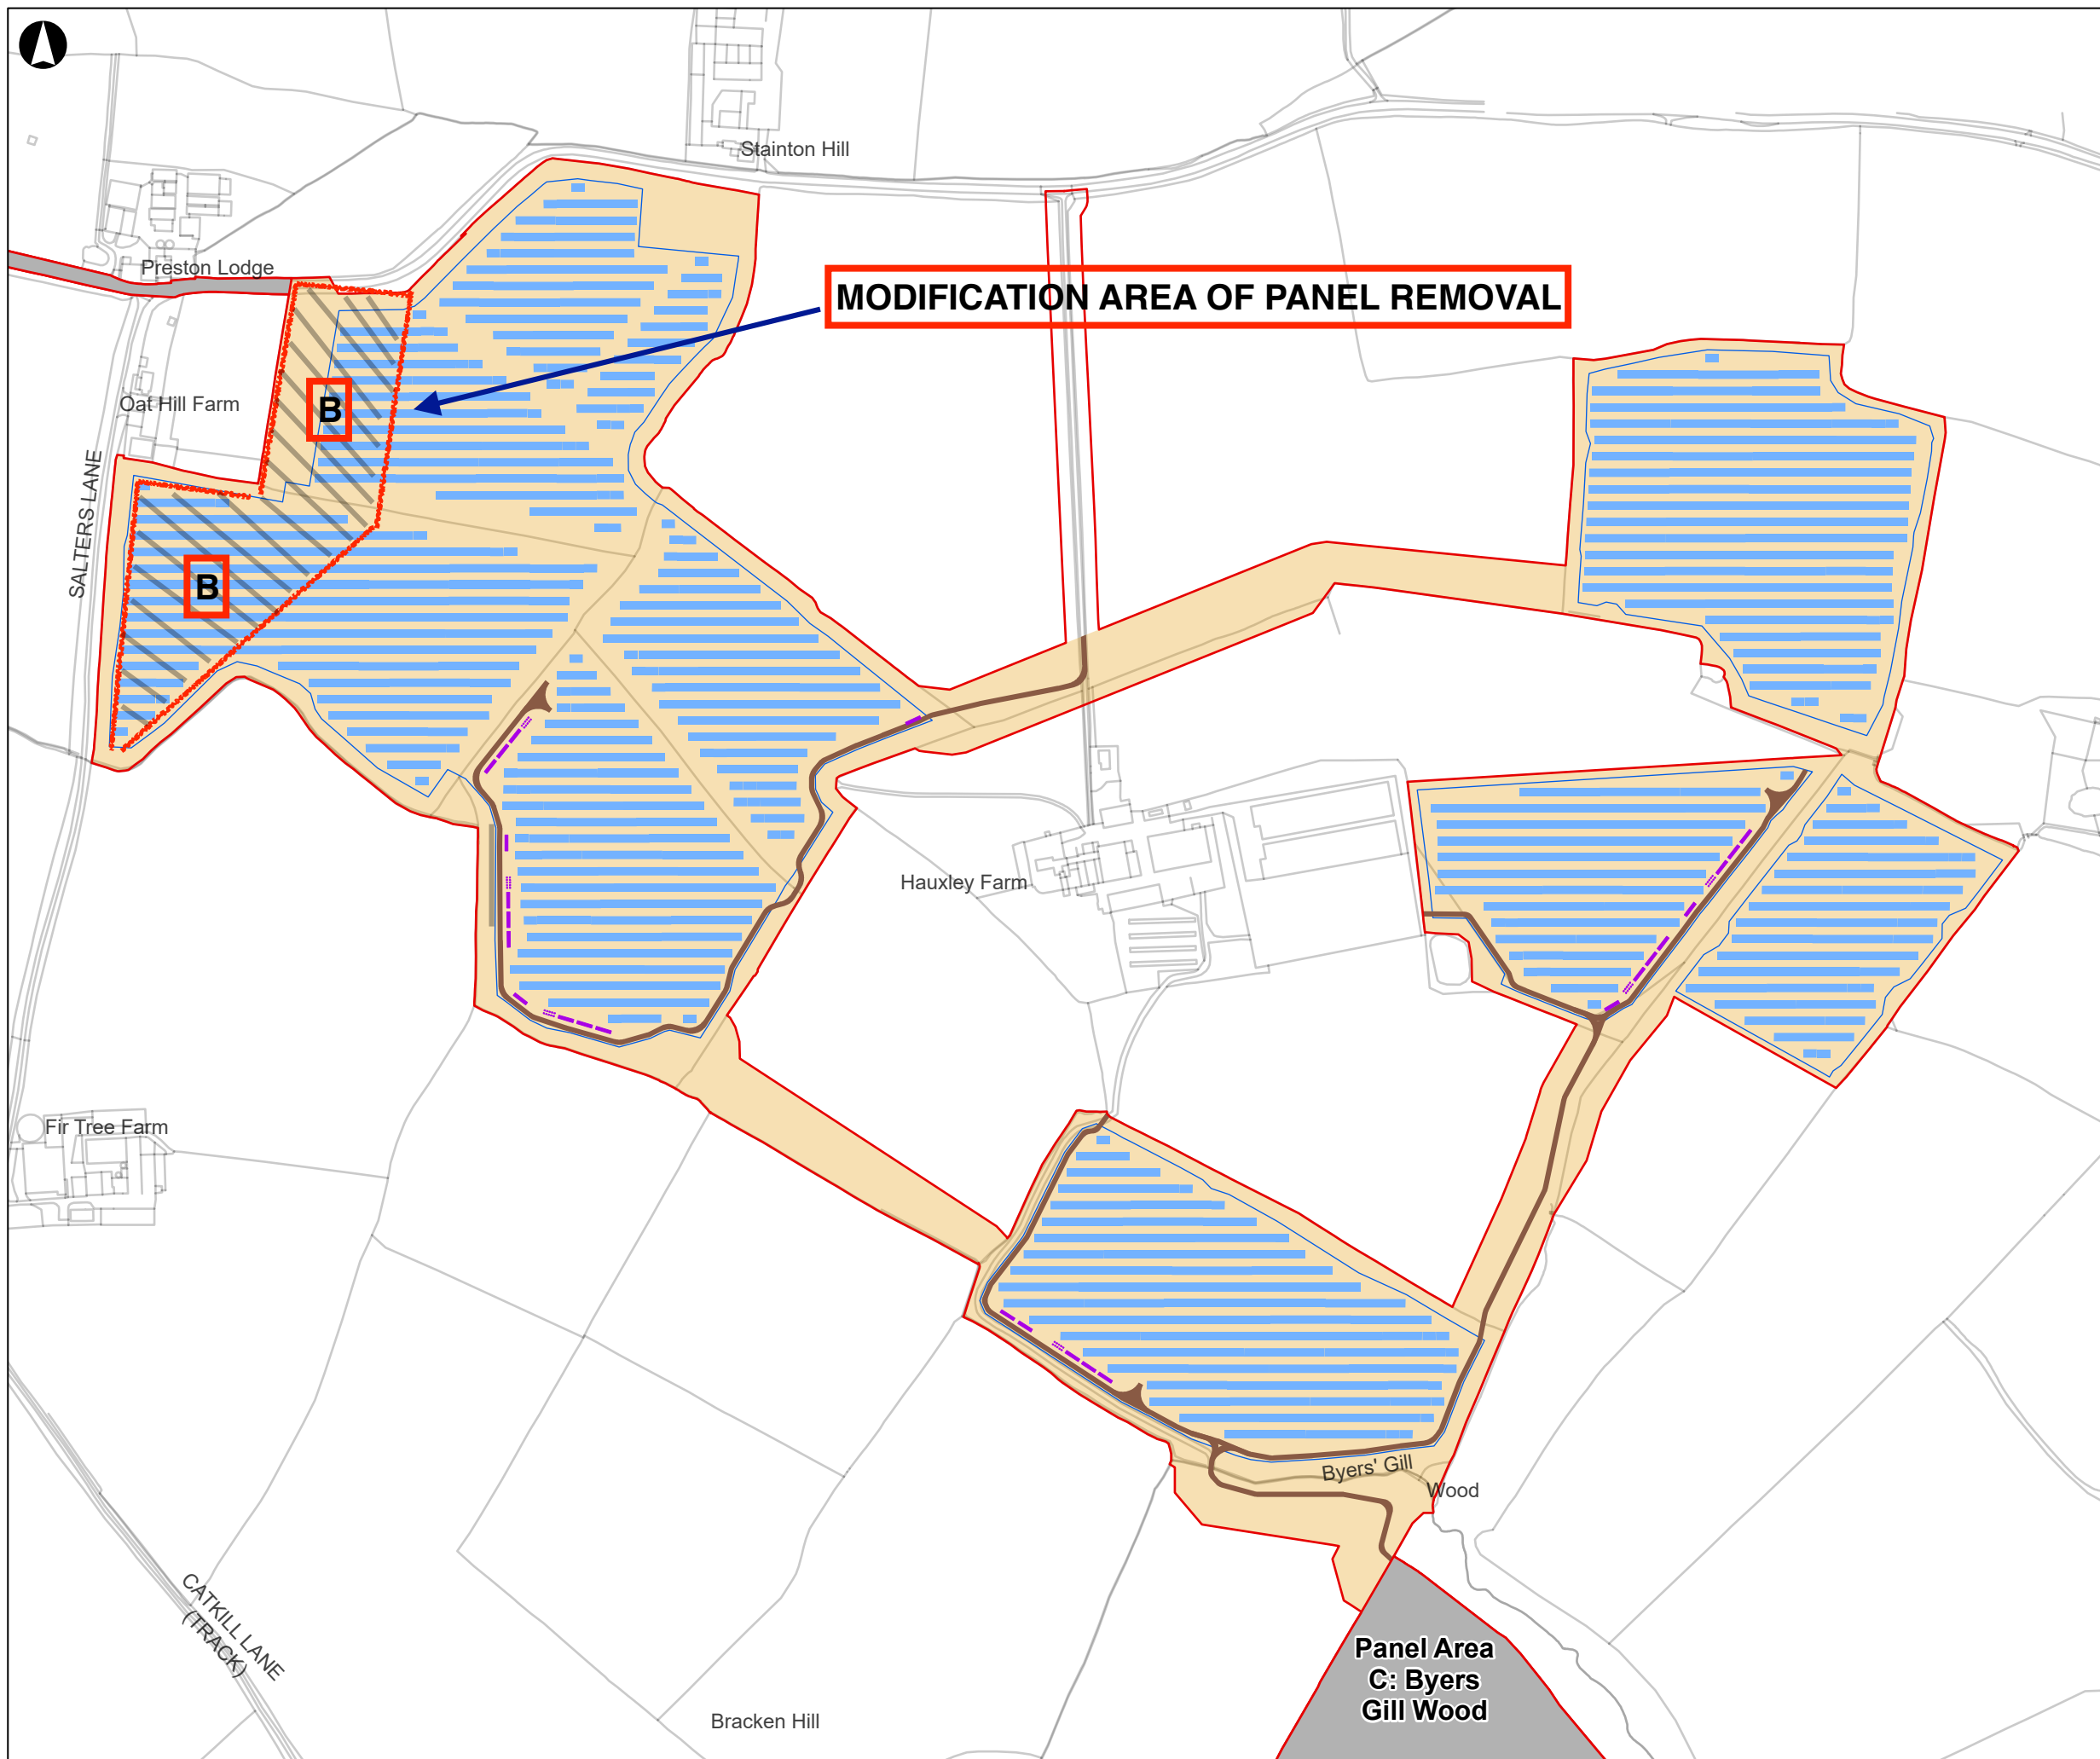 Stainton Hill
Preston Lodge
MODIFICATION AREA OF PANEL REMOVAL
Oat Hill Farm
B
SALTERS LANE
B
Hauxley Farm
Fir Tree Farm
Byers' Gill
Wood
CATKILL LANE
(TRACK)
Panel Area
C: Byers
Gill Wood
Bracken Hill